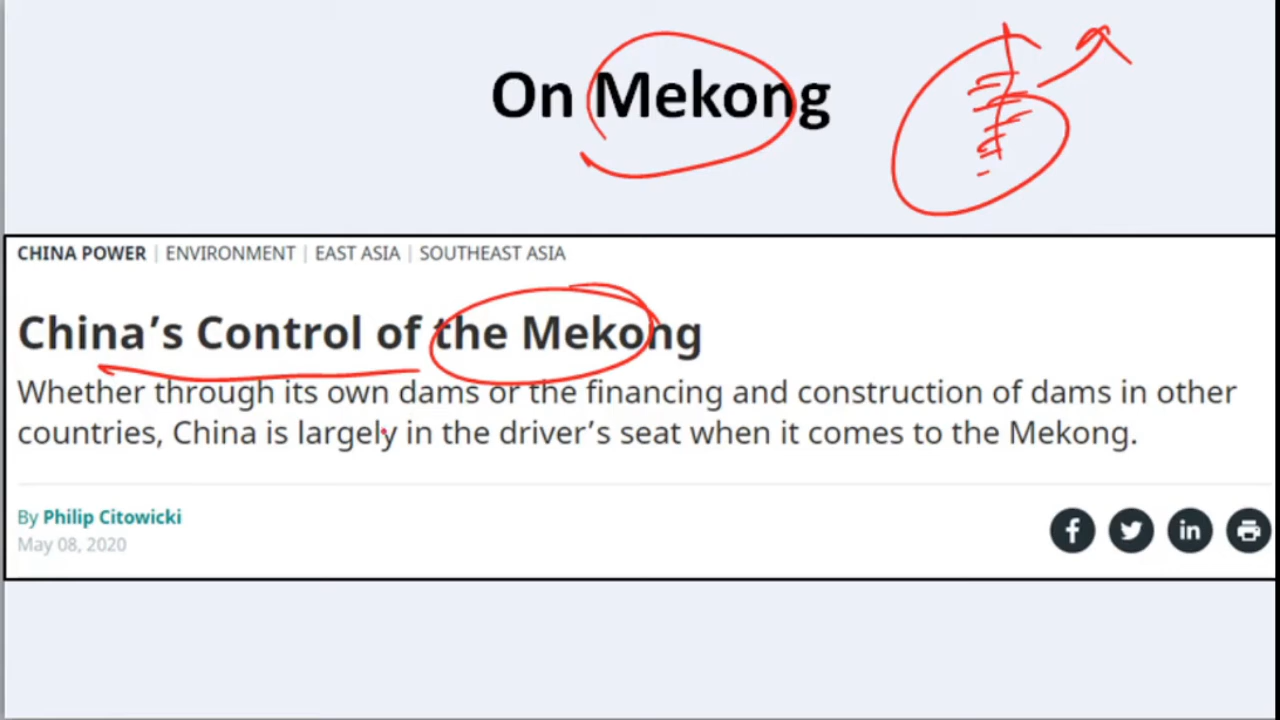 On Mekong
CHINA POWER | ENVIRONMENT | EAST ASIA | SOUTHEAST ASIA
China’s Control of the Mekong
Whether through its own dams or the financing and construction of dams in other
countries, China is largely in the driver’s seat when it comes to the Mekong.
By Philip Citowicki
May 08, 2020